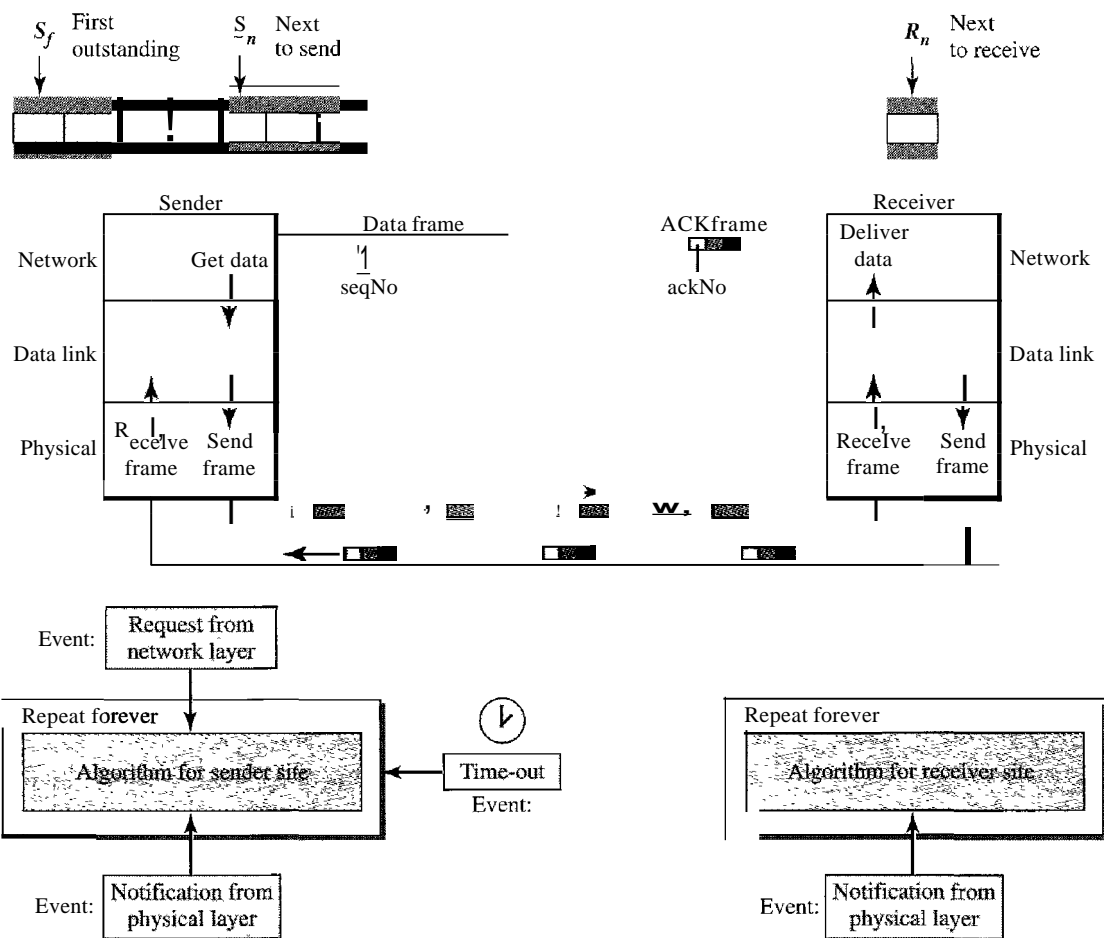 S_f First
outstanding
S_n Next
to send
R_n Next
to receive
Sender
Receiver
Data frame
ACKframe
seqNo
ackNo
Network
Get data
Deliver
data
Network
Data link
Data link
Physical
Receive
frame
Send
frame
ReceIve
frame
Send
frame
Physical
Event:
Request from
network layer
Repeat forever
Algorithm for sender site
Time-out
Event:
Event:
Notification from
physical layer
Repeat forever
Algorithm for receiver site
Event:
Notification from
physical layer